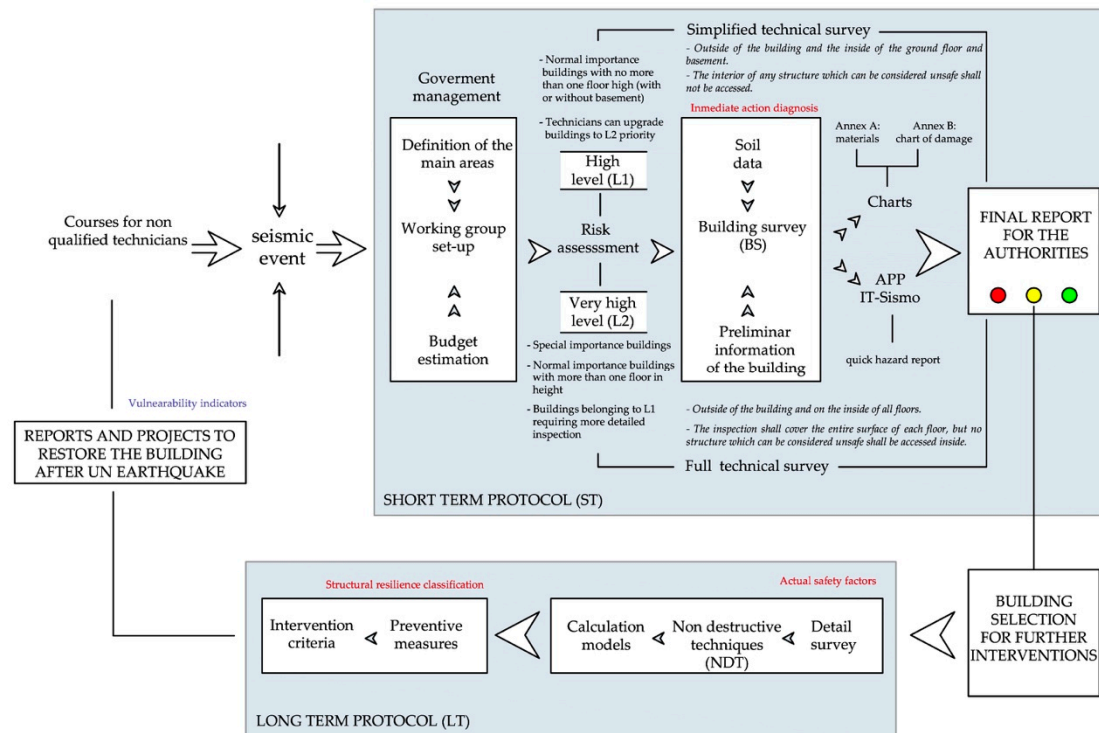 Simplified technical survey
- Outside of the building and the inside of the ground floor and
basement.
- The interior of any structure which can be considered unsafe shall
not be accessed.
- Normal importance
buildings with no more
than one floor high (with
or without basement)
- Technicians can upgrade
buildings to L2 priority
Goverment
management
Definition of the
main areas
Working group
set-up
Budget
estimation
High
level (L1)
Risk
assesssment
Very high
level (L2)
- Special importance buildings
- Normal importance buildings
with more than one floor in
height
- Buildings belonging to L1
requiring more detailed
inspection
Inmediate action diagnosis
Soil
data
Building survey
(BS)
Preliminar
information
of the building
Annex A:
materials
Annex B:
chart of damage
Charts
APP
IT-Sismo
quick hazard report
FINAL REPORT
FOR THE
AUTHORITIES
- Outside of the building and on the inside of all floors.
- The inspection shall cover the entire surface of each floor, but no
structure which can be considered unsafe shall be accessed inside.
Full technical survey
SHORT TERM PROTOCOL (ST)
Courses for non
qualified technicians
seismic
event
Vulnearability indicators
REPORTS AND PROJECTS TO
RESTORE THE BUILDING
AFTER UN EARTHQUAKE
Structural resilience classification
Intervention
criteria
Preventive
measures
Actual safety factors
Calculation
models
Non destructive
techniques
(NDT)
Detail
survey
LONG TERM PROTOCOL (LT)
BUILDING
SELECTION
FOR FURTHER
INTERVENTIONS